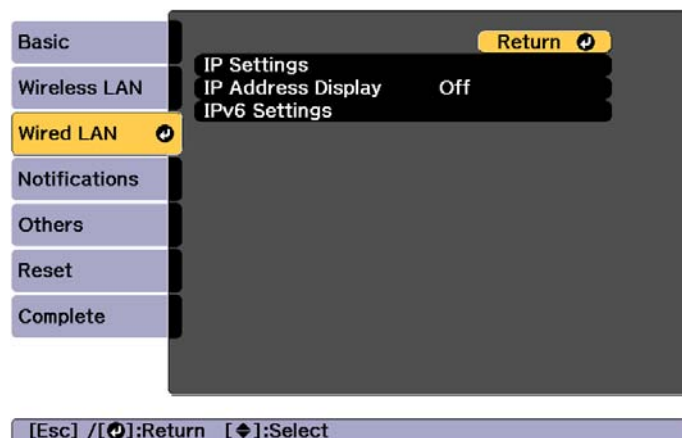 Basic
Wireless LAN
Wired LAN
Notifications
Others
Reset
Complete
Return
IP Settings
IP Address Display Off
IPv6 Settings
[Esc] /[⏎]:Return [◆]:Select